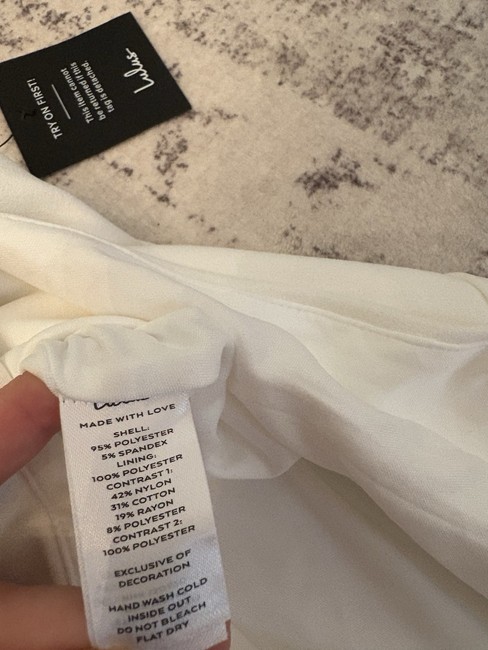 Lulus
TRY ON FIRST!
This item cannot
be returned if this
tag is detached.
MADE WITH LOVE
SHELL:
95% POLYESTER
5% SPANDEX
LINING:
100% POLYESTER
CONTRAST 1:
42% NYLON
31% COTTON
19% RAYON
8% POLYESTER
CONTRAST 2:
100% POLYESTER
EXCLUSIVE OF
DECORATION
HAND WASH COLD
INSIDE OUT
DO NOT BLEACH
FLAT DRY